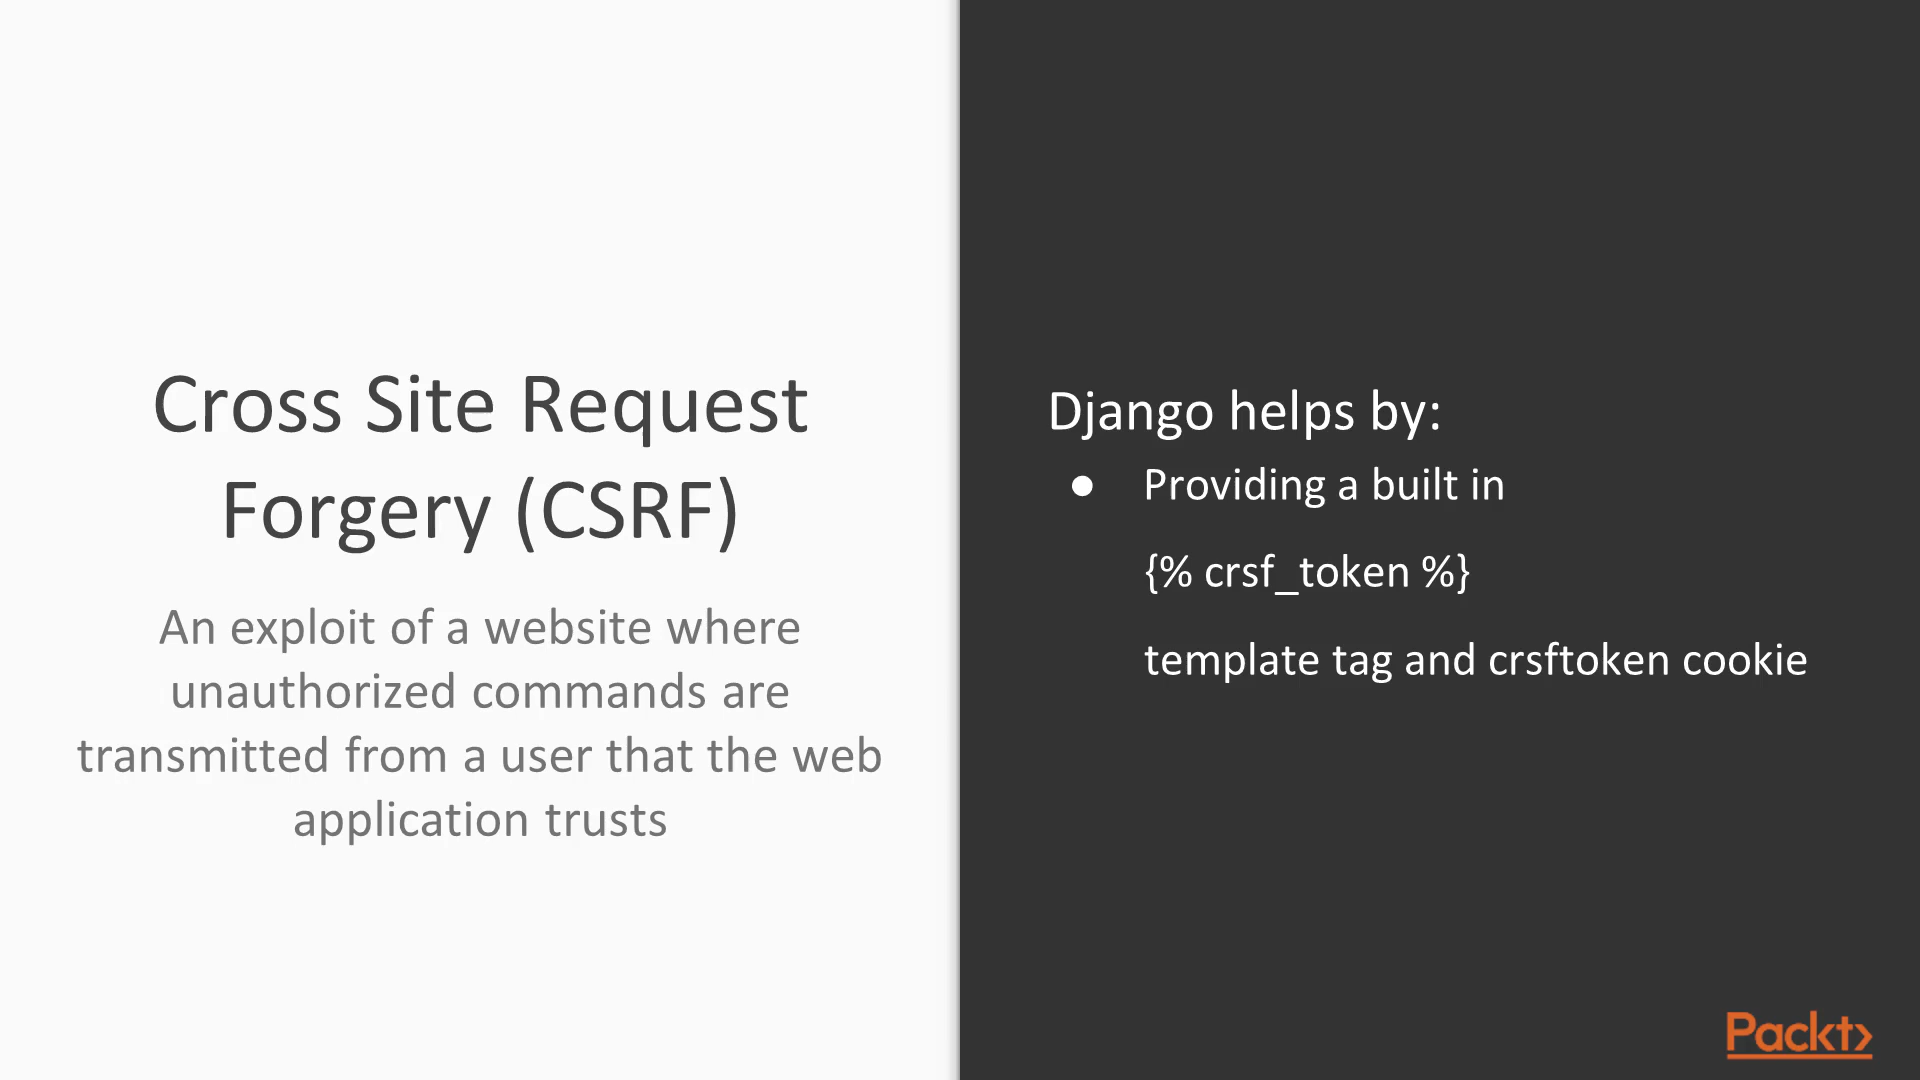 Cross Site Request
Forgery (CSRF)
An exploit of a website where
unauthorized commands are
transmitted from a user that the web
application trusts
Django helps by:
● Providing a built in
{% crsf_token %}
template tag and crsftoken cookie
Packt>